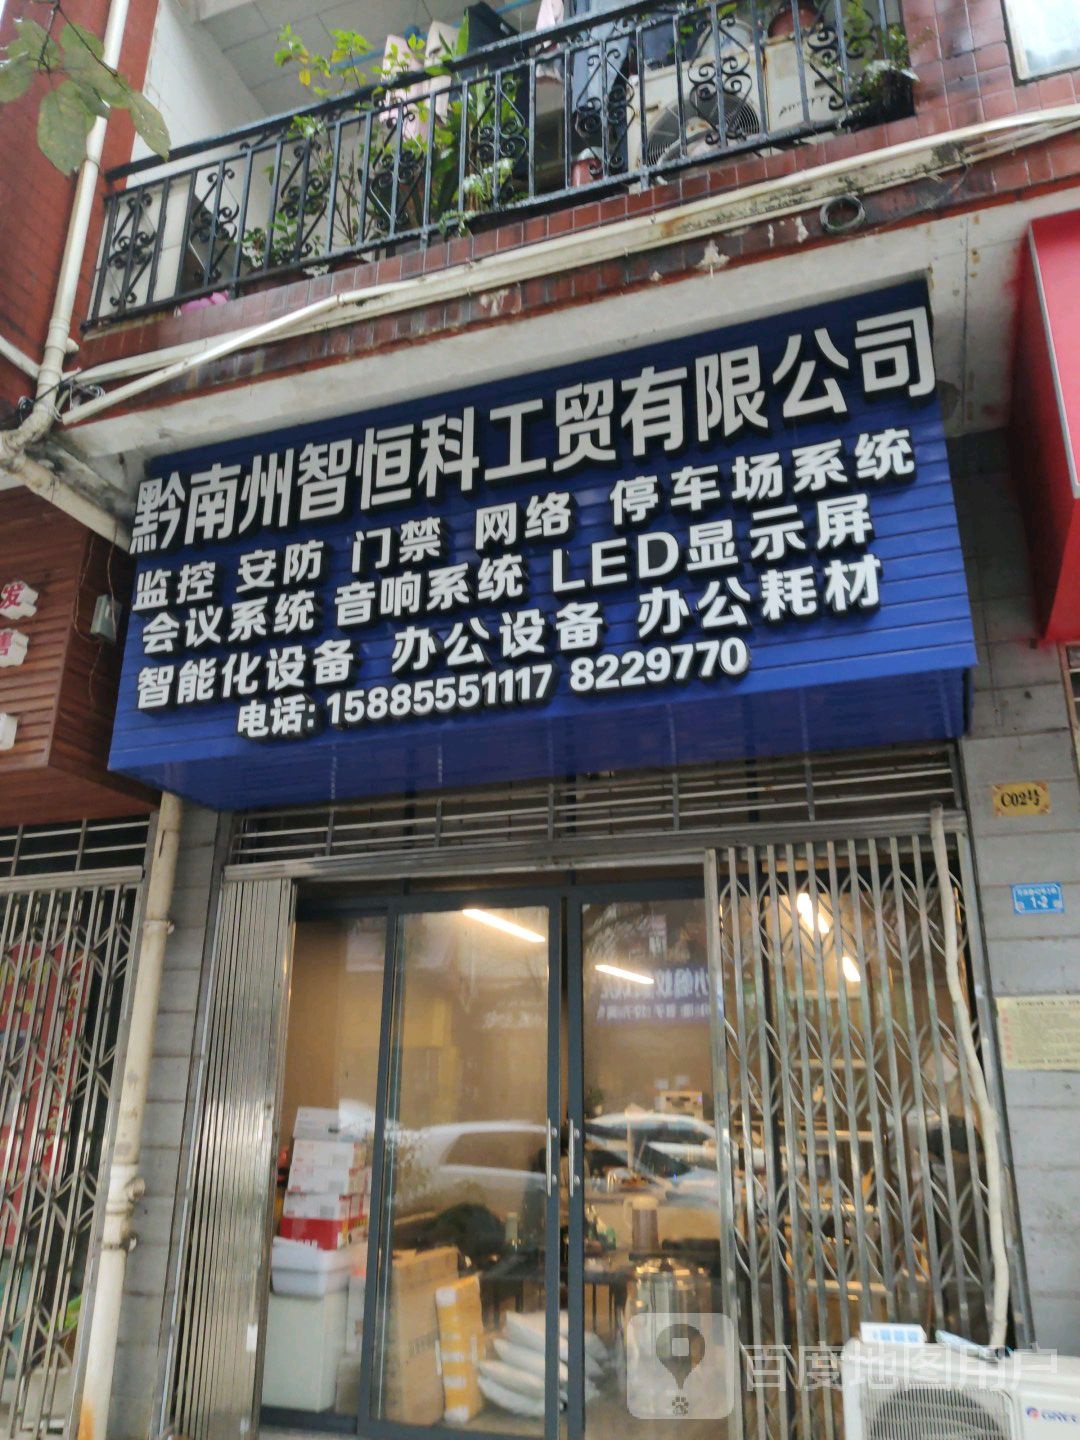 黔南州智恒科工贸有限公司
监控 安防 门禁 网络 停车场系统
会议系统 音响系统 LED显示屏
智能化设备 办公设备 办公耗材
电话: 15885551117 8229770
C02号
1-2
百度地图用户